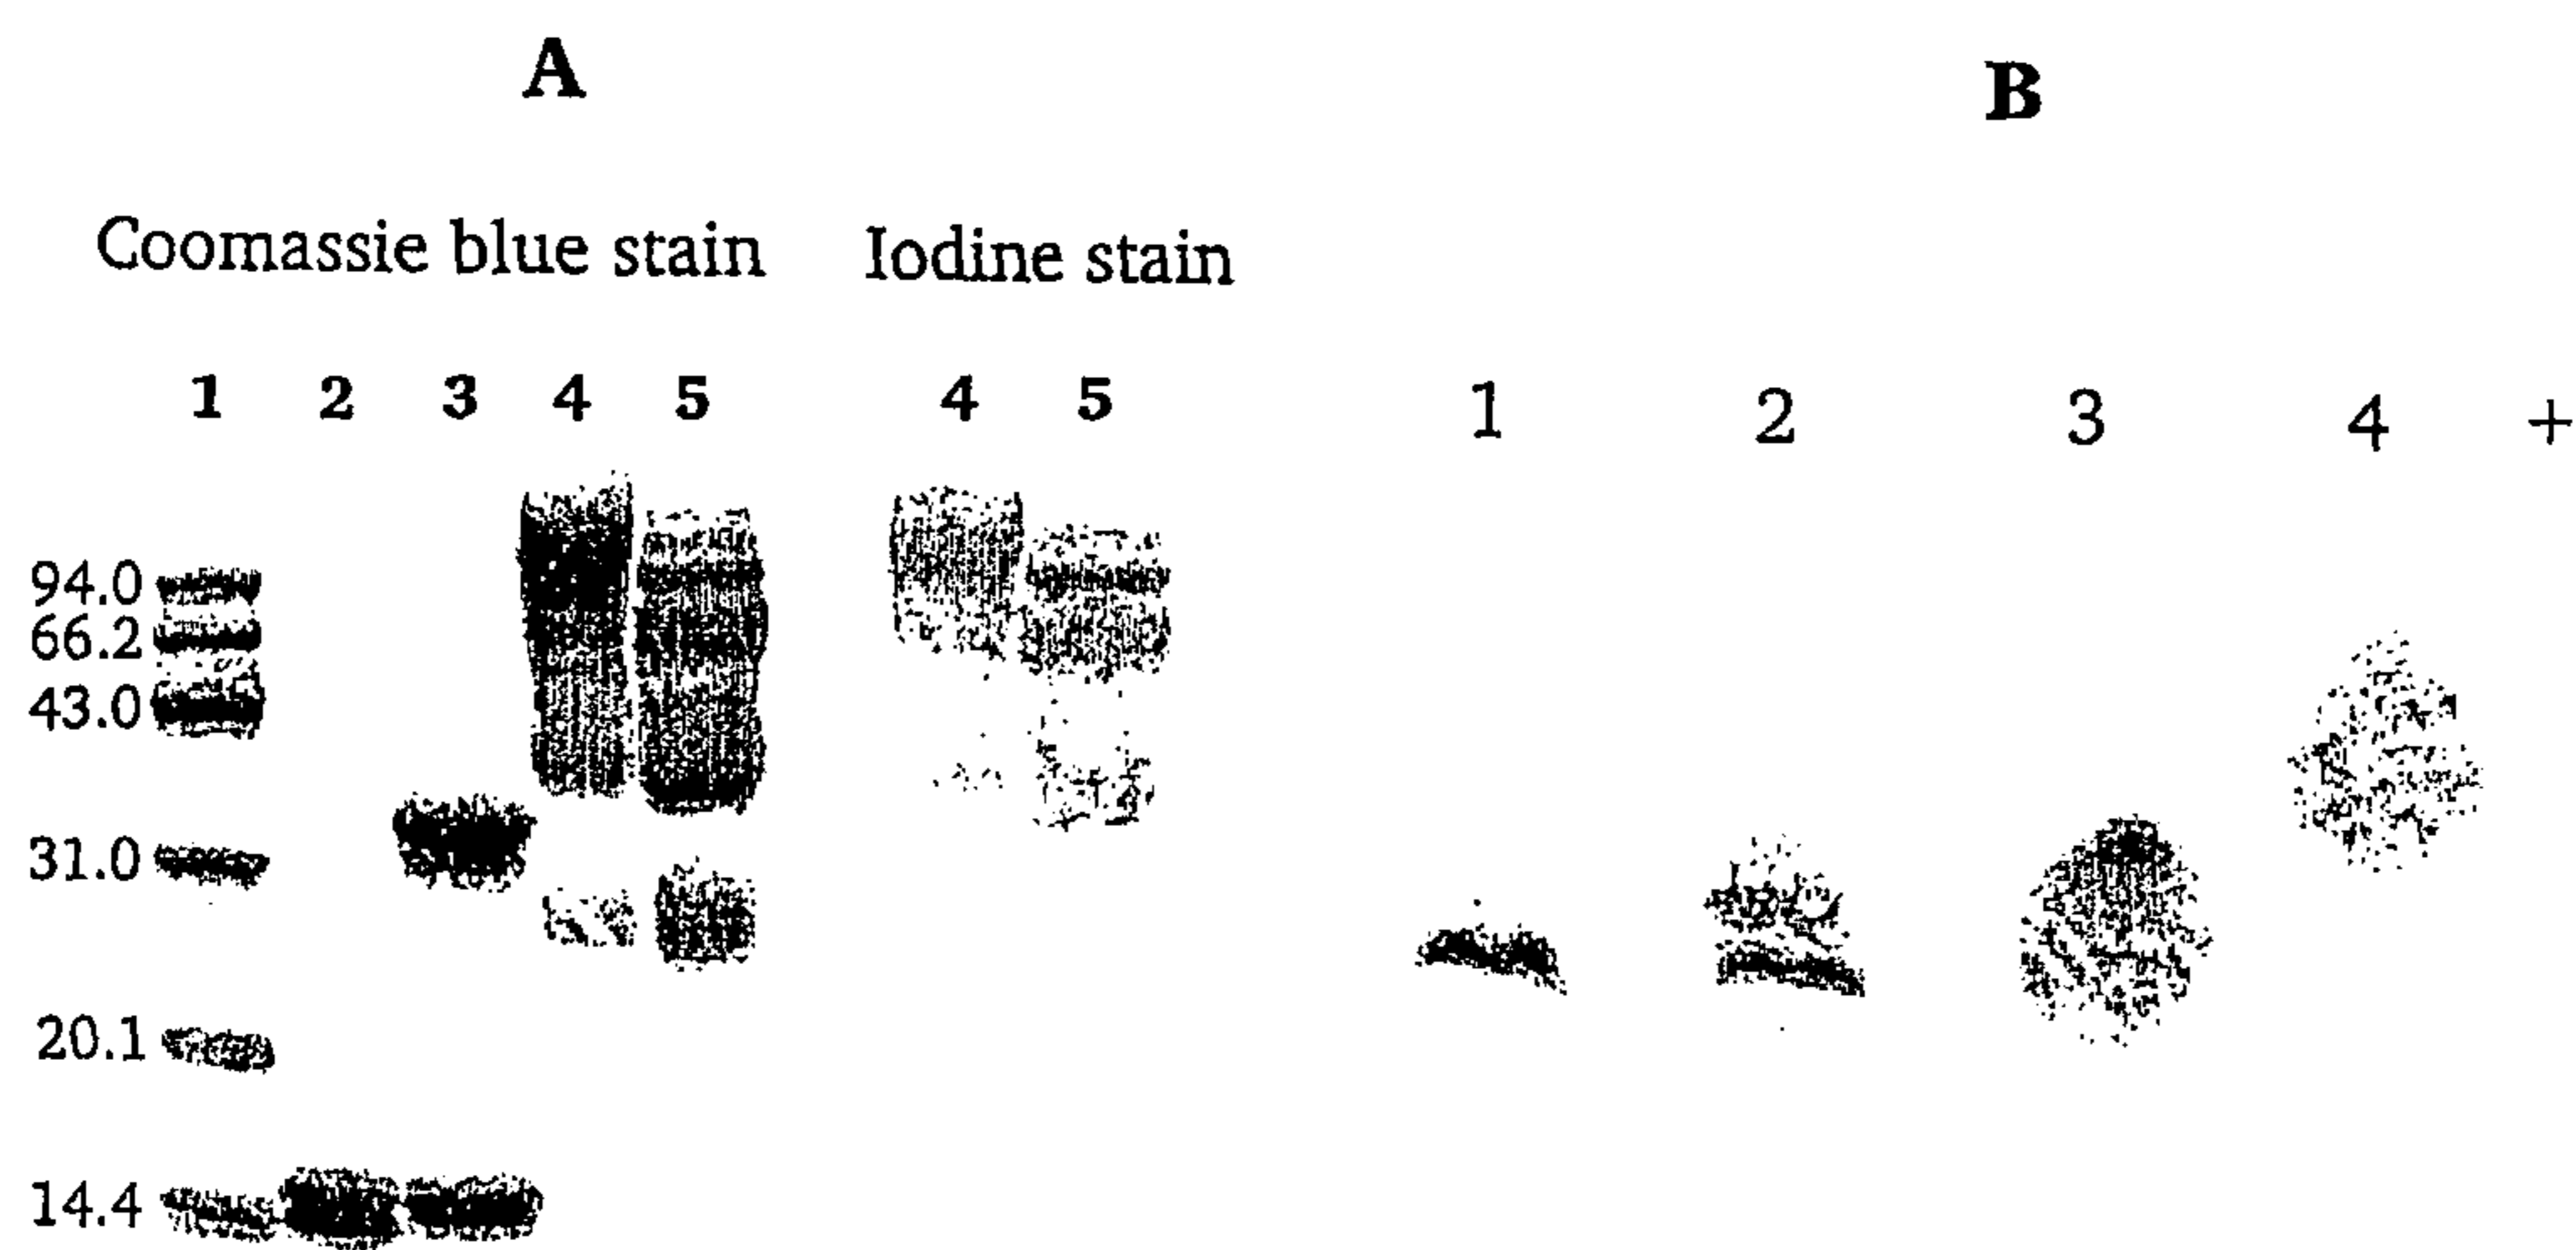 A
B
Coomassie blue stain
Iodine stain
1 2 3 4 5
4 5
1 2 3 4 +
94.0
66.2
43.0
31.0
20.1
14.4